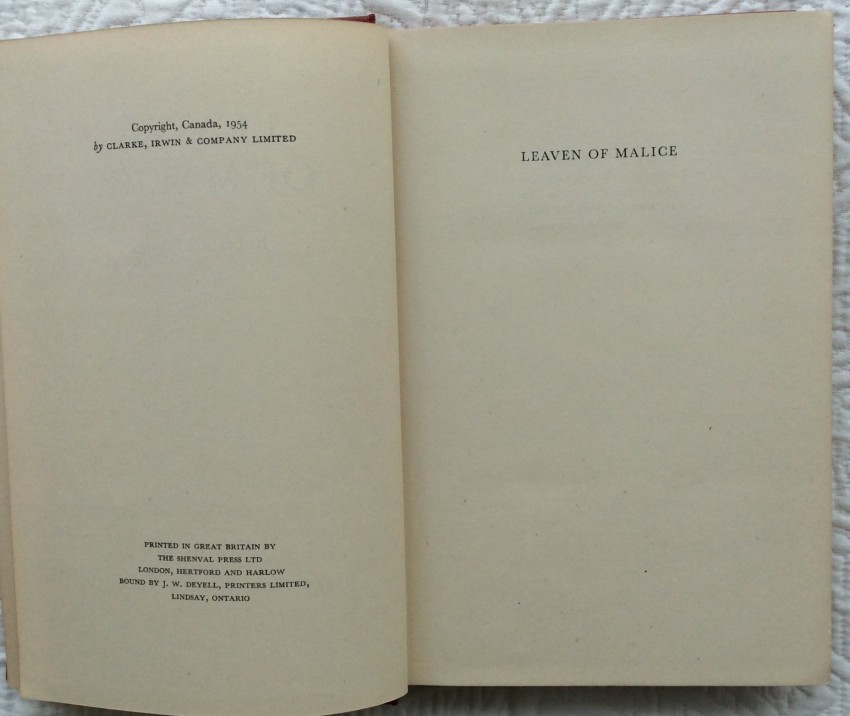 Copyright, Canada, 1954
by CLARKE, IRWIN & COMPANY LIMITED
PRINTED IN GREAT BRITAIN BY
THE SHENVAL PRESS LTD
LONDON, HERTFORD AND HARLOW
BOUND BY J. W. DEYELL, PRINTERS LIMITED,
LINDSAY, ONTARIO
LEAVEN OF MALICE